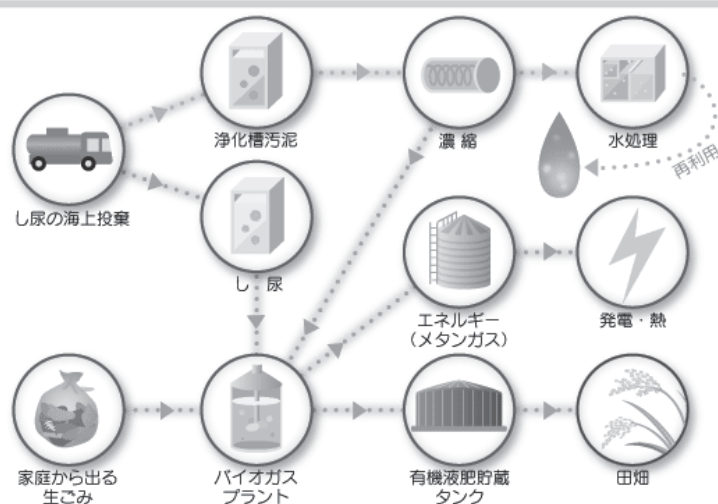 浄化槽汚泥
濃縮
水処理
再利用
し尿の海上投棄
し尿
エネルギー
(メタンガス)
発電・熱
家庭から出る
生ごみ
バイオガス
プラント
有機液肥貯蔵
タンク
田畑